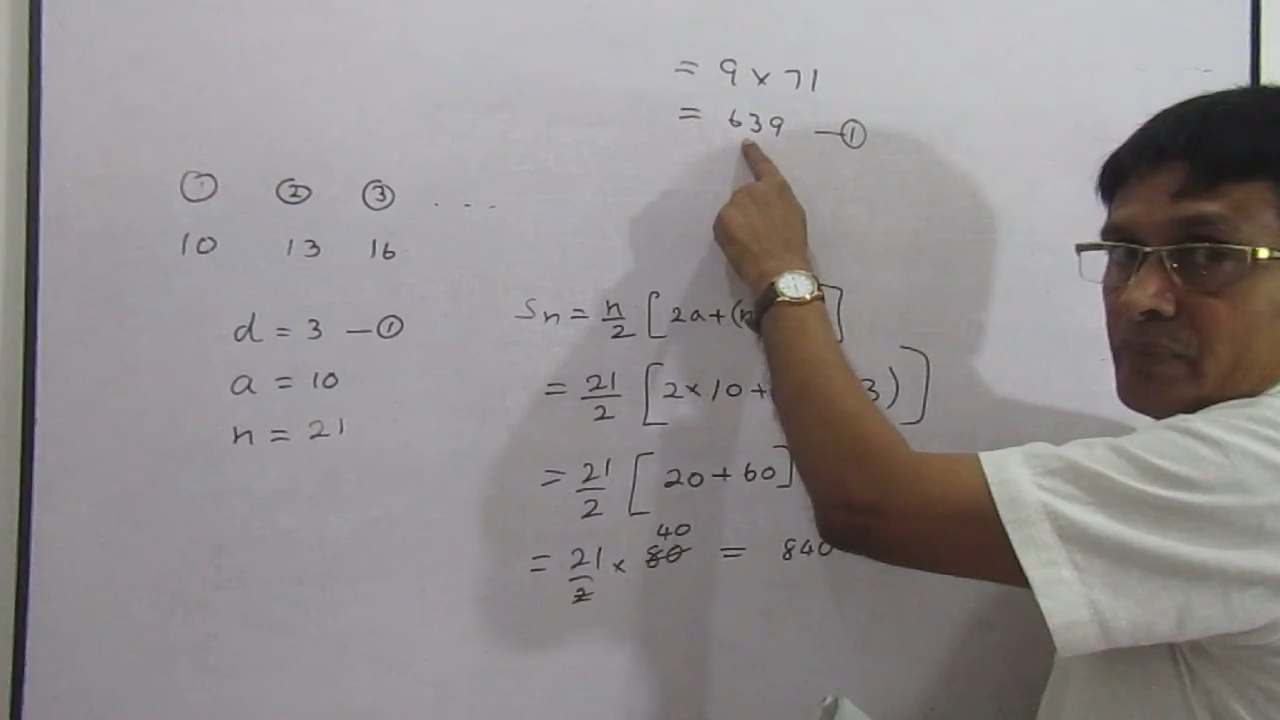 = 9 × 71
= 639 —①
① ② ③ . - - -
10 13 16
d = 3 —①
a = 10
n = 21
Sn = n/2 [2a+(n ]
= 21/2 [2×10+ 3)]
= 21/2 [20+60]
= 21/2 × 80 40 = 840